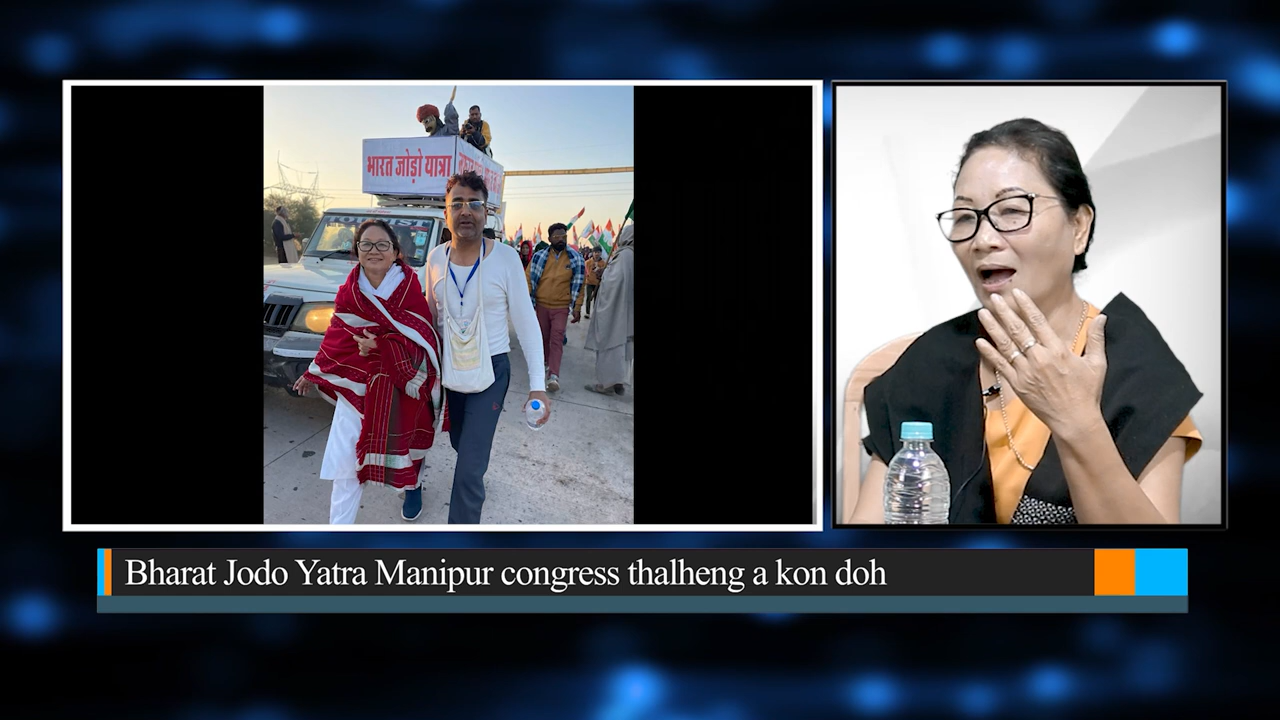 भारत जोड़ो यात्रा
Bharat Jodo Yatra Manipur congress thalheng a kon doh